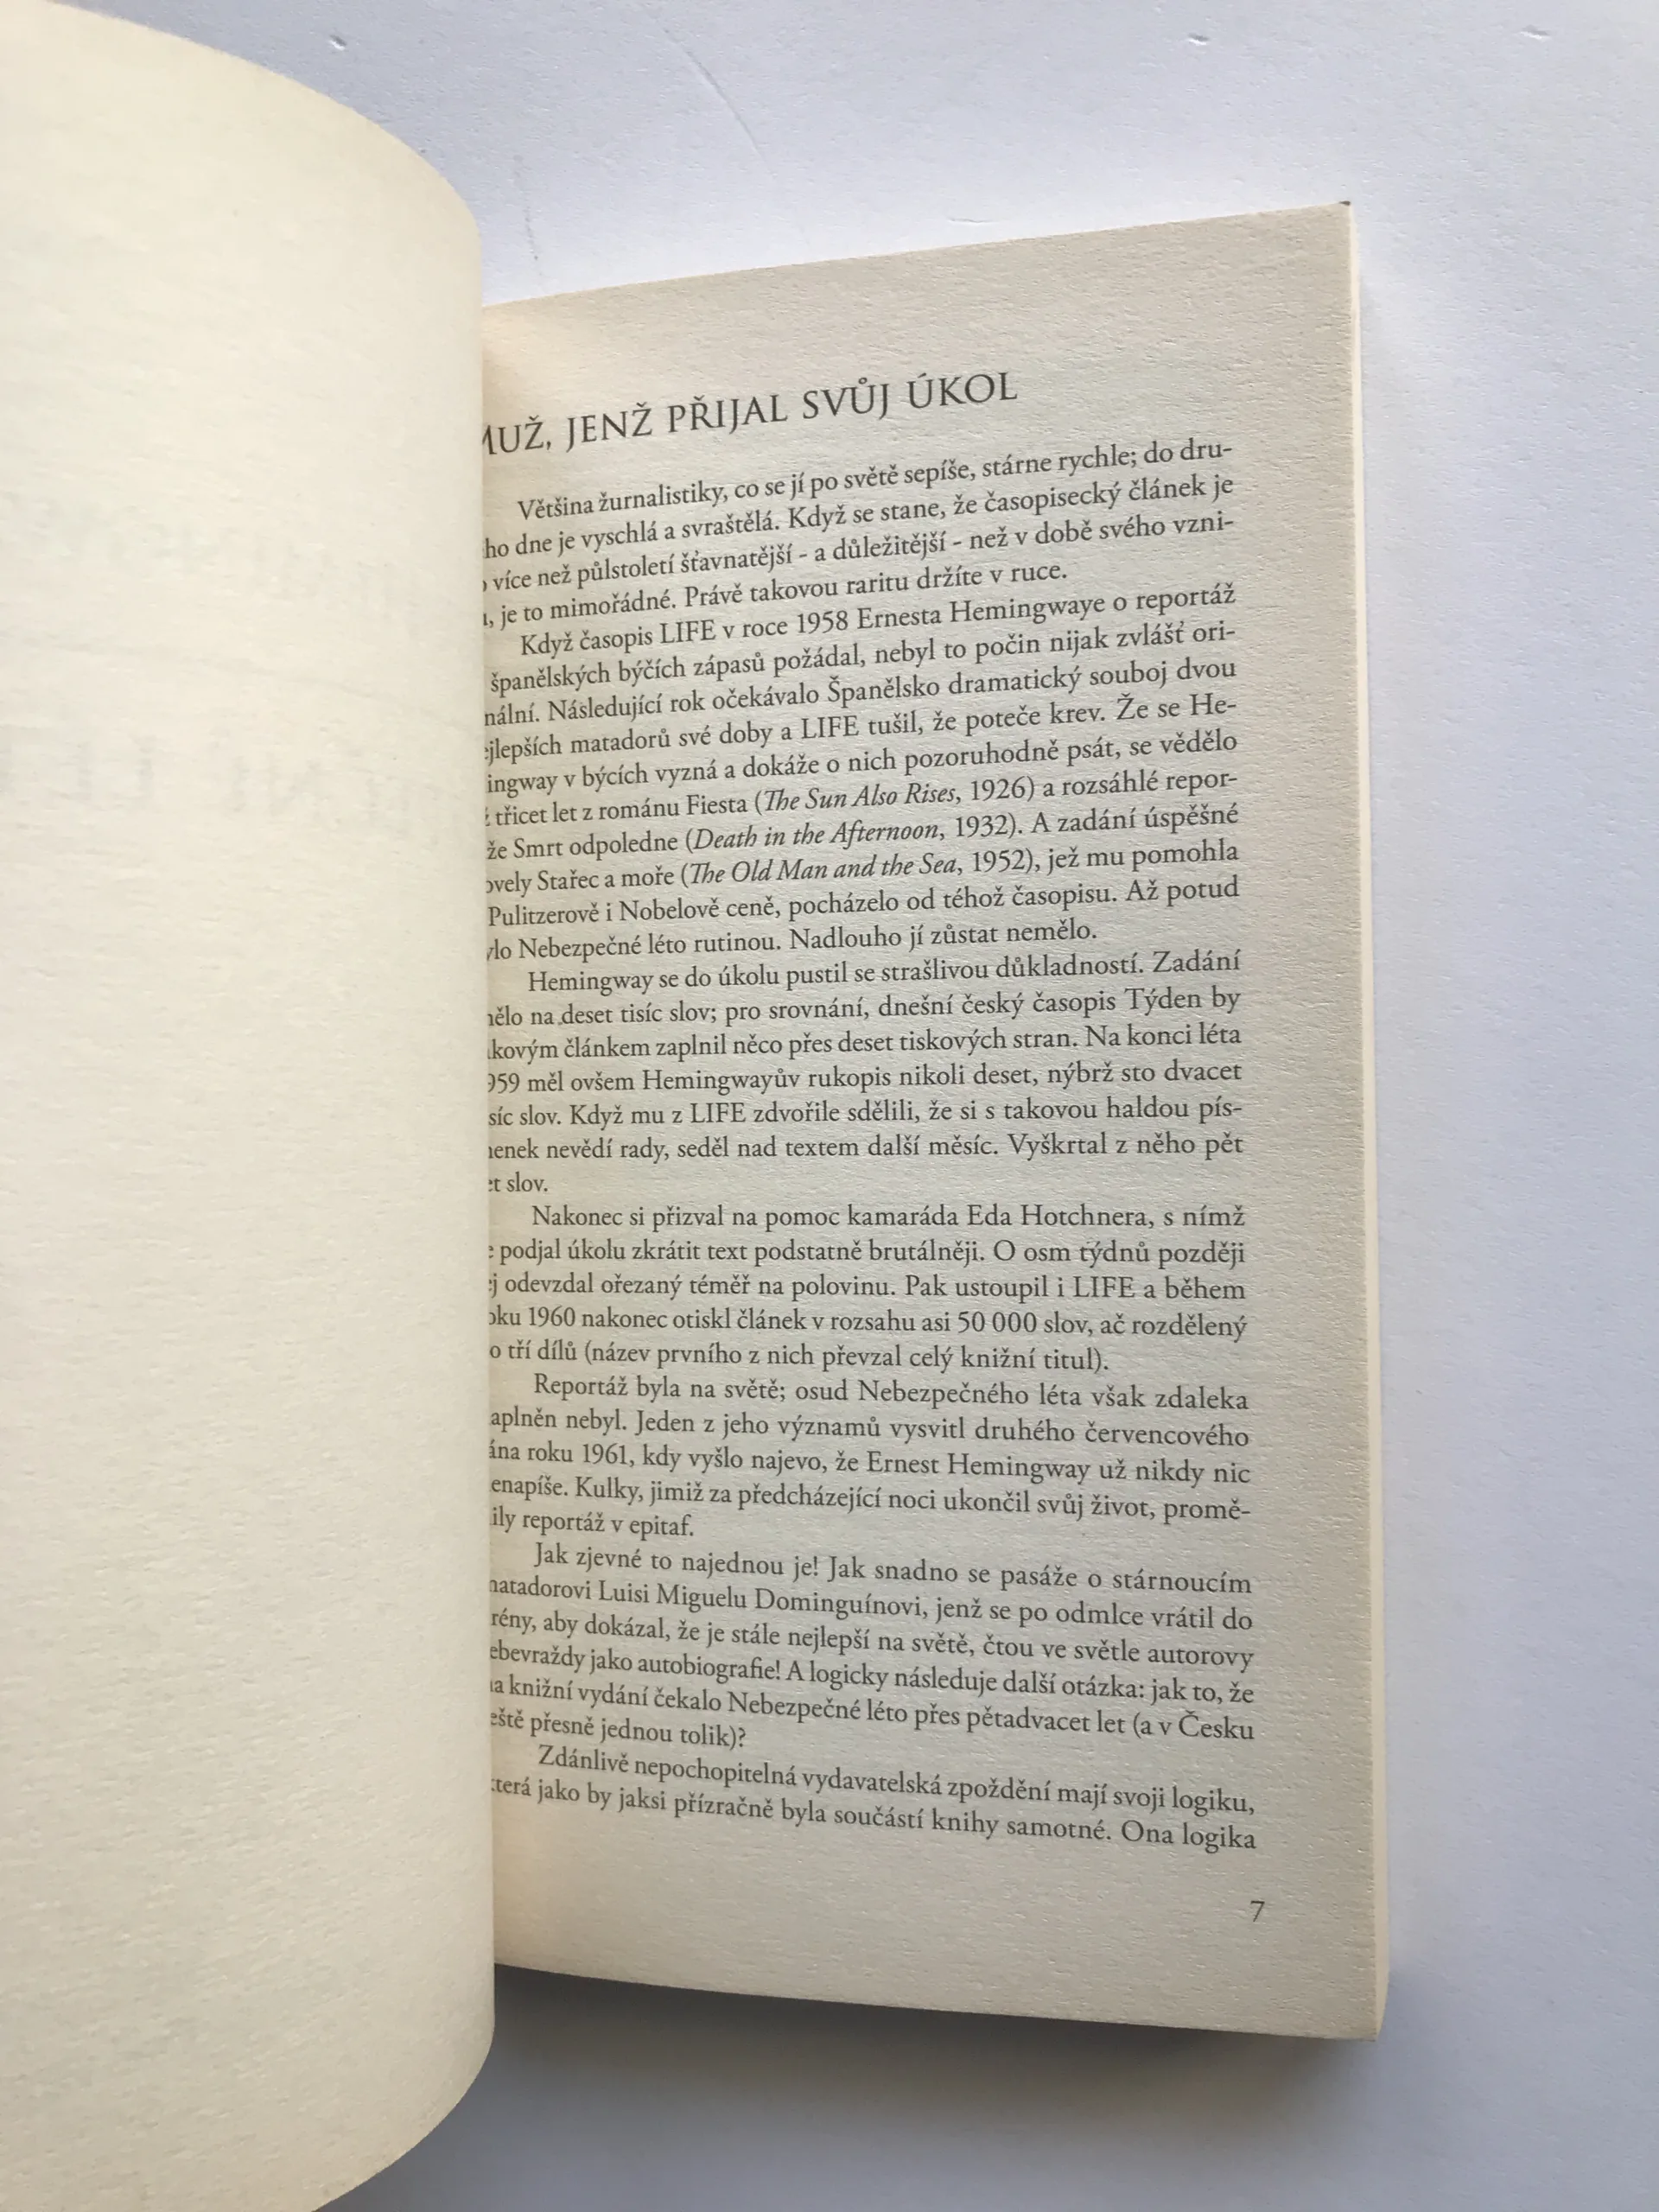 MUŽ, JENŽ PŘIJAL SVŮJ ÚKOL
Většina žurnalistiky, co se jí po světě sepíše, stárne rychle; do dru-
ho dne je vyschlá a svraštělá. Když se stane, že časopisecký článek je
více než půlstoletí šťavnatější - a důležitější - než v době svého vzni-
je to mimořádné. Právě takovou raritu držíte v ruce.
Když časopis LIFE v roce 1958 Ernesta Hemingwaye o reportáž
španělských býčích zápasů požádal, nebyl to počin nijak zvlášť ori-
nální. Následující rok očekávalo Španělsko dramatický souboj dvou
jlepších matadorů své doby a LIFE tušil, že poteče krev. Že se He-
ingway v býcích vyzná a dokáže o nich pozoruhodně psát, se vědělo
třicet let z románu Fiesta (The Sun Also Rises, 1926) a rozsáhlé repor-
že Smrt odpoledne (Death in the Afternoon, 1932). A zadání úspěšné
ovely Stařec a moře (The Old Man and the Sea, 1952), jež mu pomohla
Pulitzerově i Nobelově ceně, pocházelo od téhož časopisu. Až potud
ylo Nebezpečné léto rutinou. Nadlouho jí zůstat nemělo.
Hemingway se do úkolu pustil se strašlivou důkladností. Zadání
ělo na deset tisíc slov; pro srovnání, dnešní český časopis Týden by
kovým článkem zaplnil něco přes deset tiskových stran. Na konci léta
959 měl ovšem Hemingwayův rukopis nikoli deset, nýbrž sto dvacet
síc slov. Když mu z LIFE zdvořile sdělili, že si s takovou haldou pís-
enek nevědí rady, seděl nad textem další měsíc. Vyškrtal z něho pět
et slov.
Nakonec si přizval na pomoc kamaráda Eda Hotchnera, s nímž
podjal úkolu zkrátit text podstatně brutálněji. O osm týdnů později
ej odevzdal ořezaný téměř na polovinu. Pak ustoupil i LIFE a během
oku 1960 nakonec otiskl článek v rozsahu asi 50 000 slov, ač rozdělený
o tří dílů (název prvního z nich převzal celý knižní titul).
Reportáž byla na světě; osud Nebezpečného léta však zdaleka
aplněn nebyl. Jeden z jeho významů vysvitl druhého červencového
ána roku 1961, kdy vyšlo najevo, že Ernest Hemingway už nikdy nic
enapíše. Kulky, jimiž za předcházející noci ukončil svůj život, promě-
ily reportáž v epitaf.
Jak zjevné to najednou je! Jak snadno se pasáže o stárnoucím
natadorovi Luisi Miguelu Dominguínovi, jenž se po odmlce vrátil do
rény, aby dokázal, že je stále nejlepší na světě, čtou ve světle autorovy
ebevraždy jako autobiografie! A logicky následuje další otázka: jak to, že
na knižní vydání čekalo Nebezpečné léto přes pětadvacet let (a v Česku
eště přesně jednou tolik)?
Zdánlivě nepochopitelná vydavatelská zpoždění mají svoji logiku,
terá jako by jaksi přízračně byla součástí knihy samotné. Ona logika
7